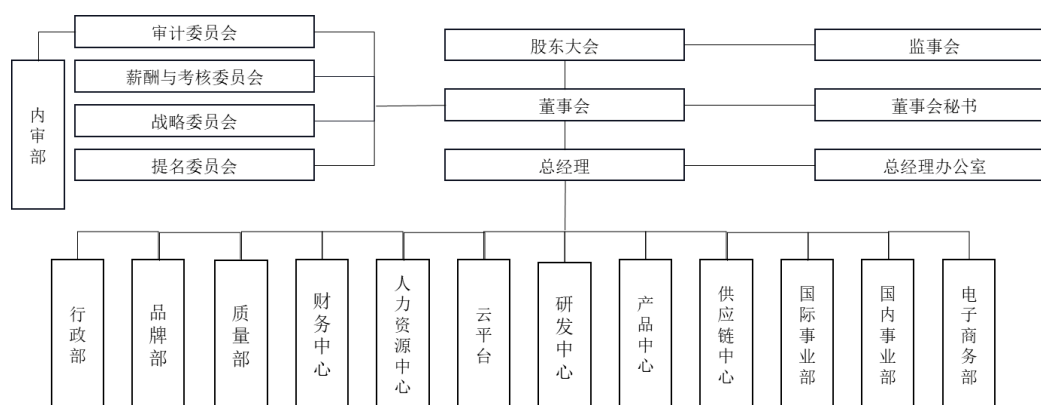 审计委员会
股东大会
监事会
薪酬与考核委员会
内审部
董事会
董事会秘书
战略委员会
提名委员会
总经理
总经理办公室
行政部
品牌部
质量部
财务中心
人力资源中心
云平台
研发中心
产品中心
供应链中心
国际事业部
国内事业部
电子商务部